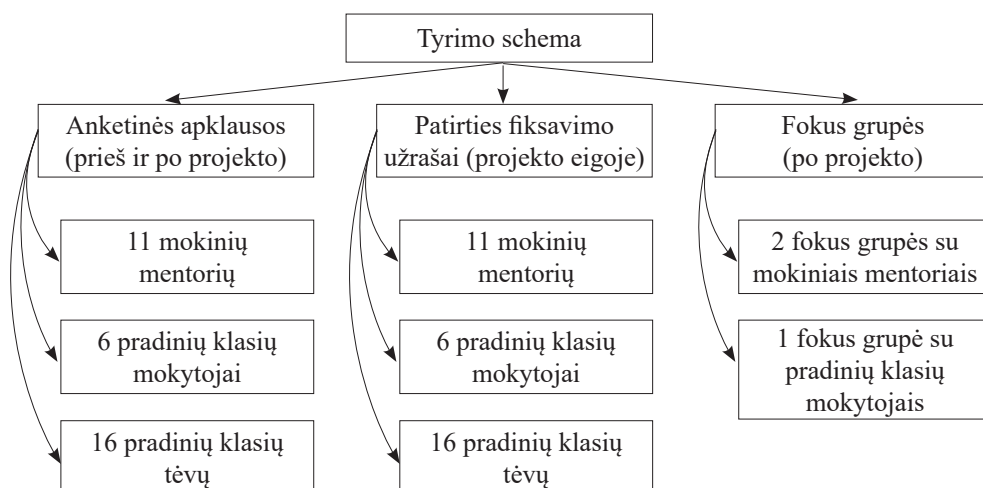 Tyrimo schema
Anketinės apklausos
(prieš ir po projekto)
11 mokinių
mentorių
6 pradinių klasių
mokytojai
16 pradinių klasių
tėvų
Patirties fiksavimo
užrašai (projekto eigoje)
11 mokinių
mentorių
6 pradinių klasių
mokytojai
16 pradinių klasių
tėvų
Fokus grupės
(po projekto)
2 fokus grupės su
mokiniais mentoriais
1 fokus grupė su
pradinių klasių
mokytojais